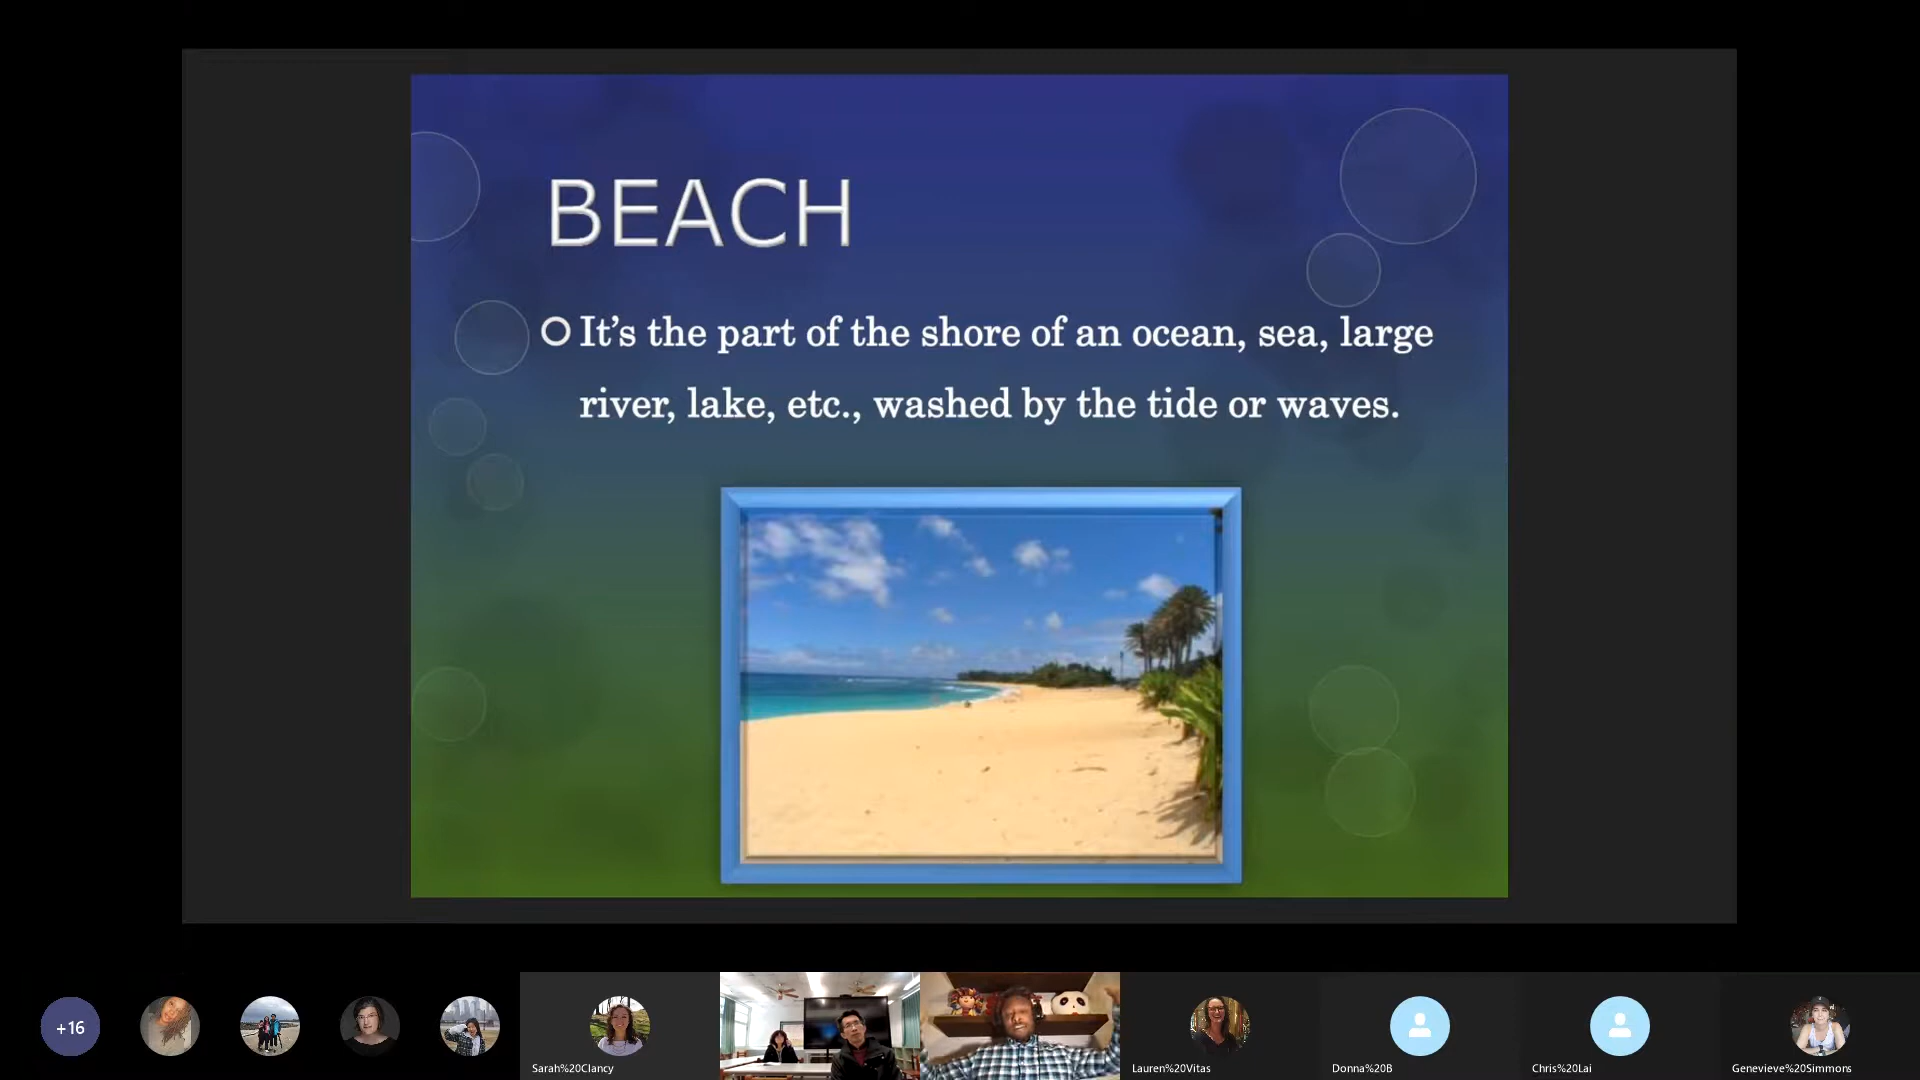 BEACH
It’s the part of the shore of an ocean, sea, large
river, lake, etc., washed by the tide or waves.
+16
Sarah%20Clancy
Lauren%20Vitas
Donna%20B
Chris%20Lai
Genevieve%20Simmons